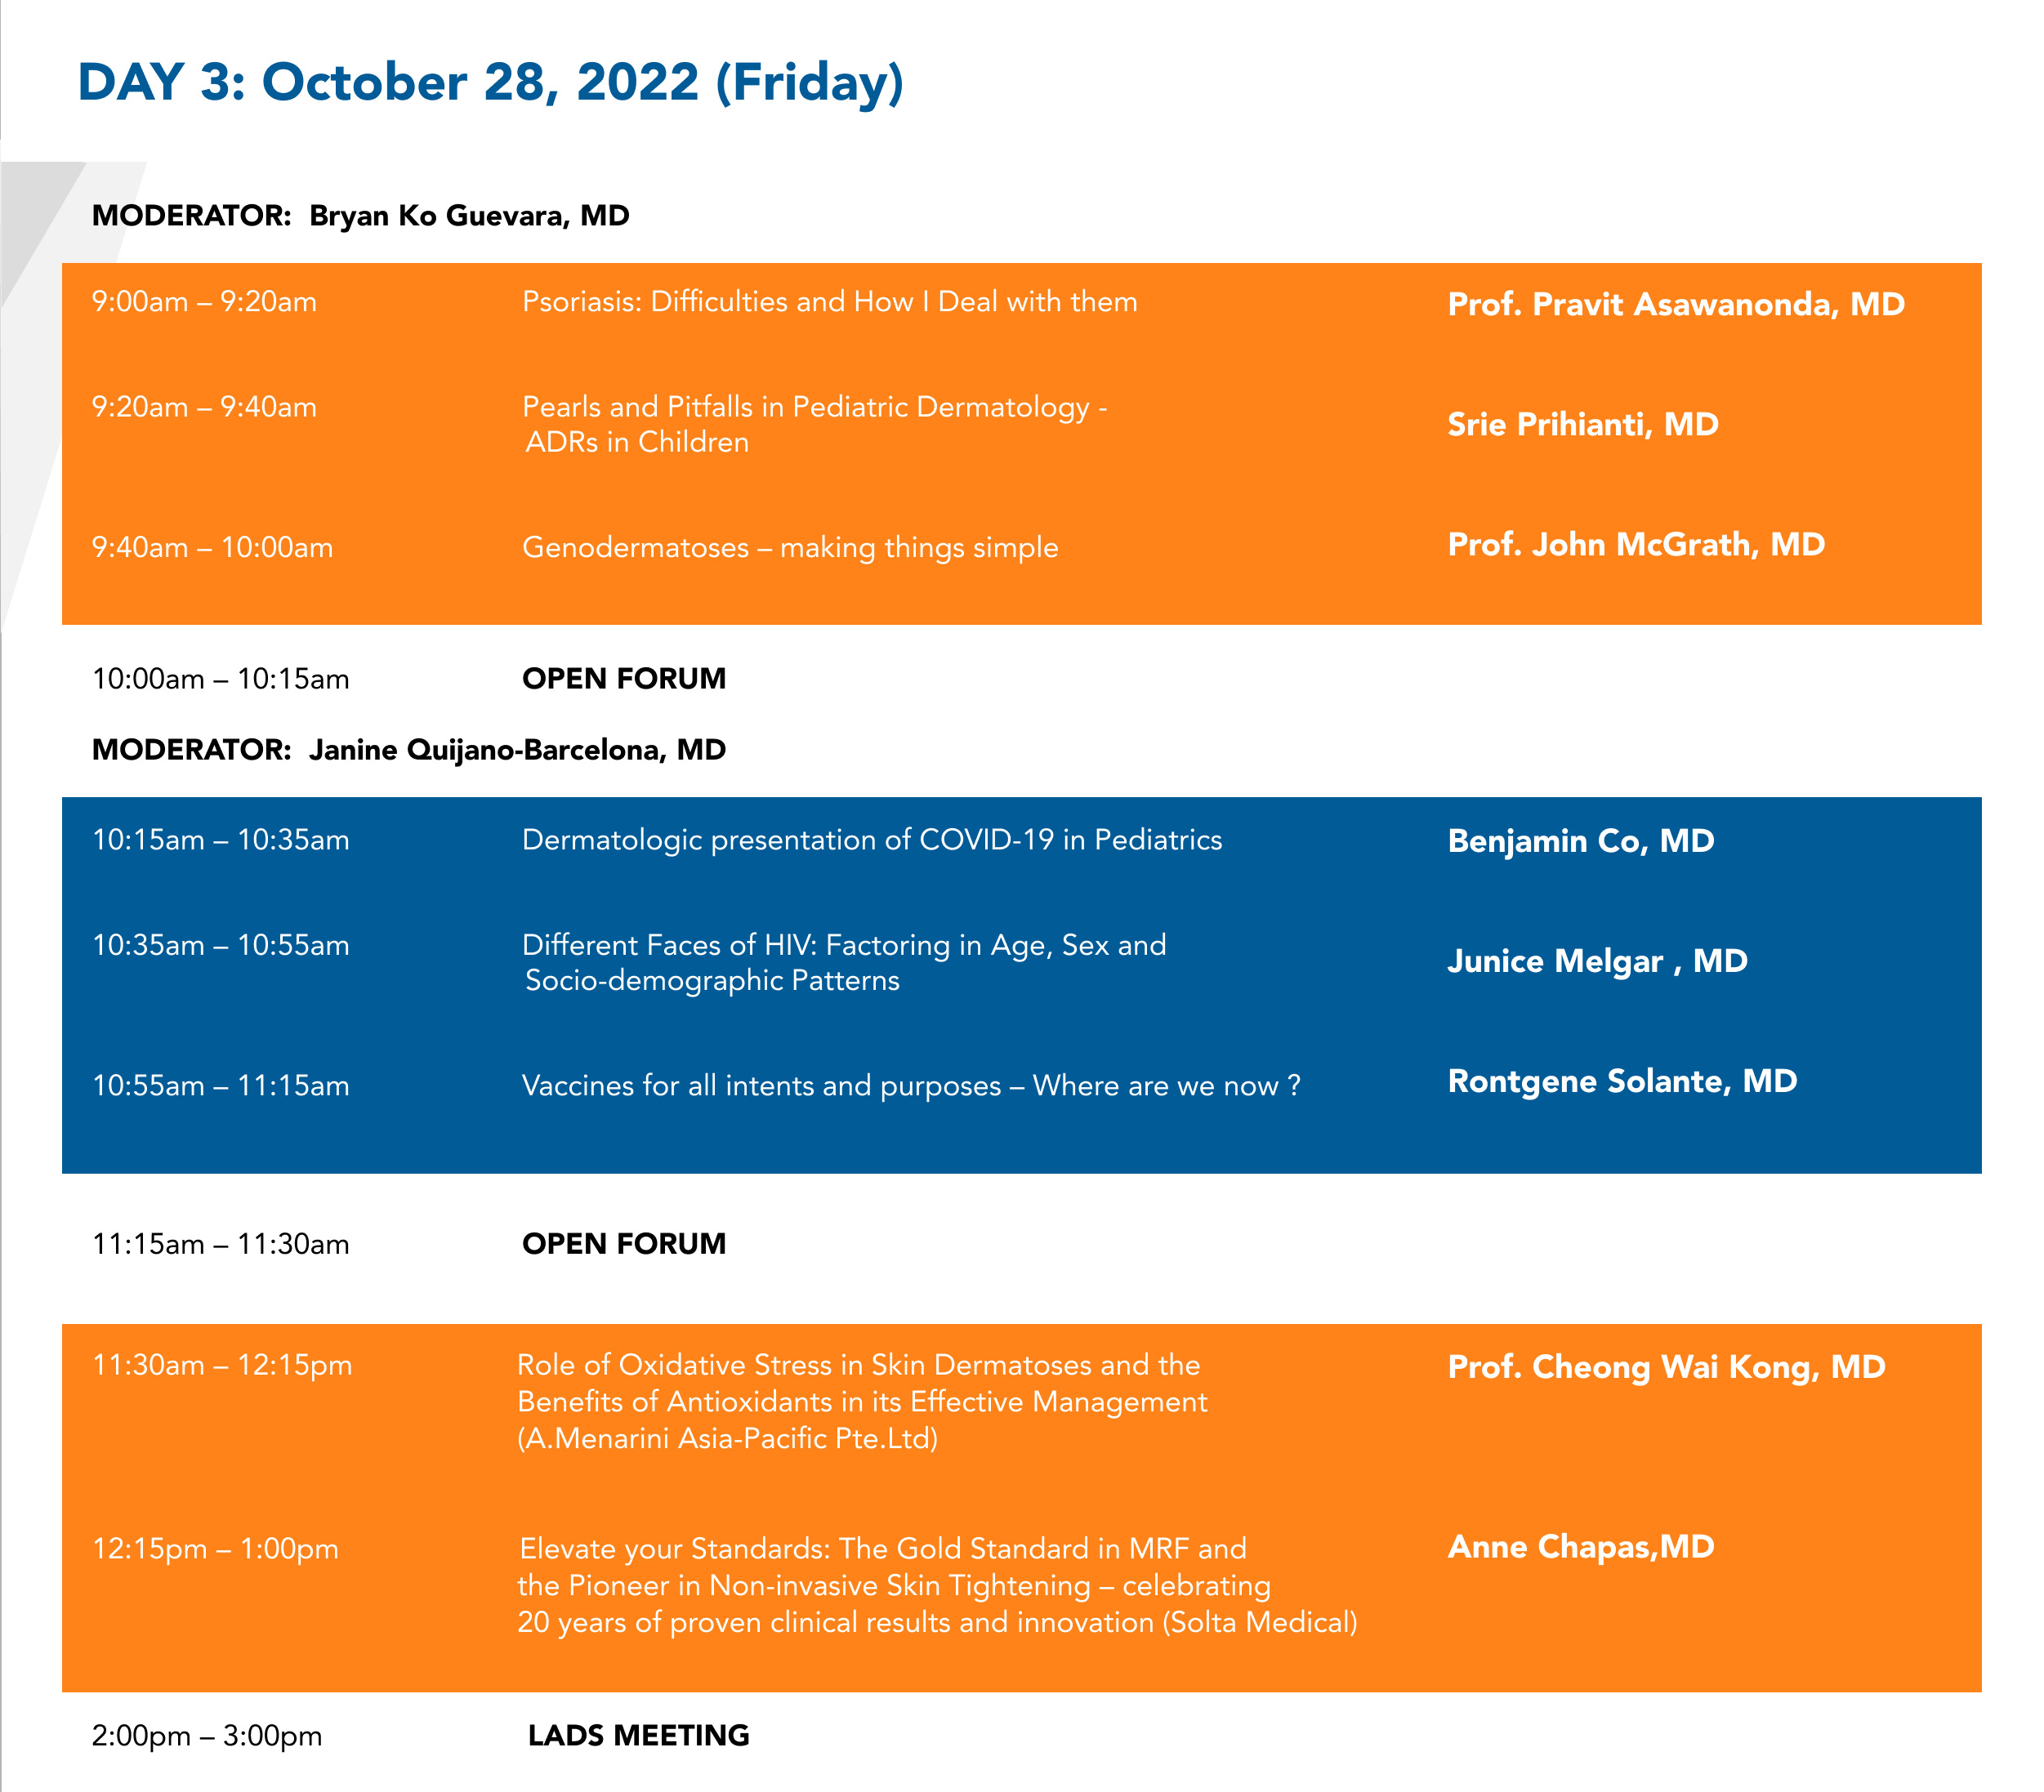 DAY 3: October 28, 2022 (Friday)
MODERATOR: Bryan Ko Guevara, MD
9:00am – 9:20am Psoriasis: Difficulties and How I Deal with them Prof. Pravit Asawanonda, MD
9:20am – 9:40am Pearls and Pitfalls in Pediatric Dermatology -
ADRs in Children
Srie Prihianti, MD
9:40am – 10:00am Genodermatoses – making things simple Prof. John McGrath, MD
10:00am – 10:15am OPEN FORUM
MODERATOR: Janine Quijano-Barcelona, MD
10:15am – 10:35am Dermatologic presentation of COVID-19 in Pediatrics Benjamin Co, MD
10:35am – 10:55am Different Faces of HIV: Factoring in Age, Sex and
Socio-demographic Patterns
Junice Melgar , MD
10:55am – 11:15am Vaccines for all intents and purposes – Where are we now ? Rontgene Solante, MD
11:15am – 11:30am OPEN FORUM
11:30am – 12:15pm Role of Oxidative Stress in Skin Dermatoses and the Prof. Cheong Wai Kong, MD
Benefits of Antioxidants in its Effective Management
(A.Menarini Asia-Pacific Pte.Ltd)
12:15pm – 1:00pm Elevate your Standards: The Gold Standard in MRF and Anne Chapas,MD
the Pioneer in Non-invasive Skin Tightening – celebrating
20 years of proven clinical results and innovation (Solta Medical)
2:00pm – 3:00pm LADS MEETING